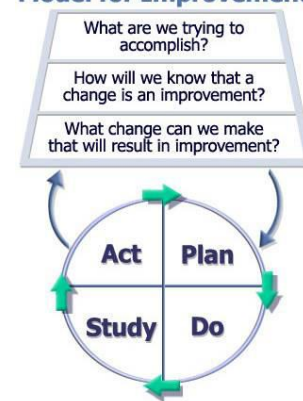 Model for Improvement
What are we trying to
accomplish?
How will we know that a
change is an improvement?
What change can we make
that will result in improvement?
Act
Plan
Study
Do